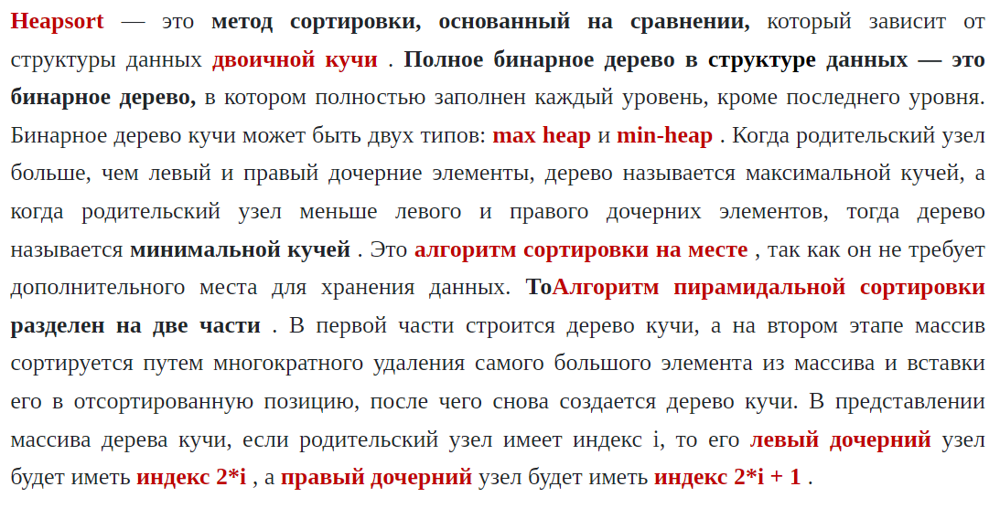 Heapsort — это метод сортировки, основанный на сравнении, который зависит от
структуры данных двоичной кучи . Полное бинарное дерево в структуре данных — это
бинарное дерево, в котором полностью заполнен каждый уровень, кроме последнего уровня.
Бинарное дерево кучи может быть двух типов: max heap и min-heap . Когда родительский узел
больше, чем левый и правый дочерние элементы, дерево называется максимальной кучей, а
когда родительский узел меньше левого и правого дочерних элементов, тогда дерево
называется минимальной кучей . Это алгоритм сортировки на месте , так как он не требует
дополнительного места для хранения данных. ТоАлгоритм пирамидальной сортировки
разделен на две части . В первой части строится дерево кучи, а на втором этапе массив
сортируется путем многократного удаления самого большого элемента из массива и вставки
его в отсортированную позицию, после чего снова создается дерево кучи. В представлении
массива дерева кучи, если родительский узел имеет индекс i, то его левый дочерний узел
будет иметь индекс 2*i , а правый дочерний узел будет иметь индекс 2*i + 1 .